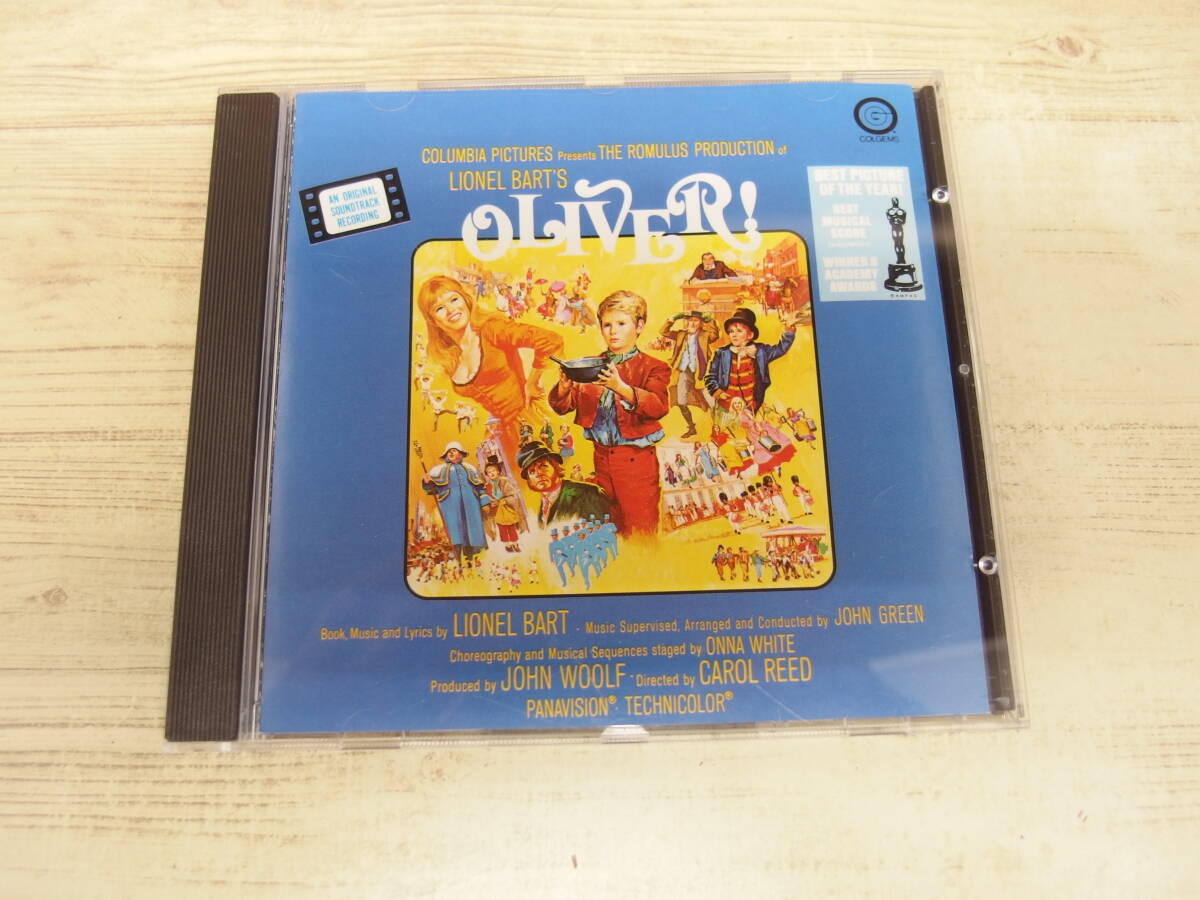 COLGEMS
COLUMBIA PICTURES Presents THE ROMULUS PRODUCTION of
LIONEL BART'S
OLIVER!
AN ORIGINAL
SOUNDTRACK
RECORDING
BEST PICTURE
OF THE YEAR!
BEST
MUSICAL
SCORE
WINNER 6
ACADEMY
AWARDS
©AMPAS
Book, Music and Lyrics by LIONEL BART · Music Supervised, Arranged and Conducted by JOHN GREEN
Choreography and Musical Sequences staged by ONNA WHITE
Produced by JOHN WOOLF · Directed by CAROL REED
PANAVISION® TECHNICOLOR®